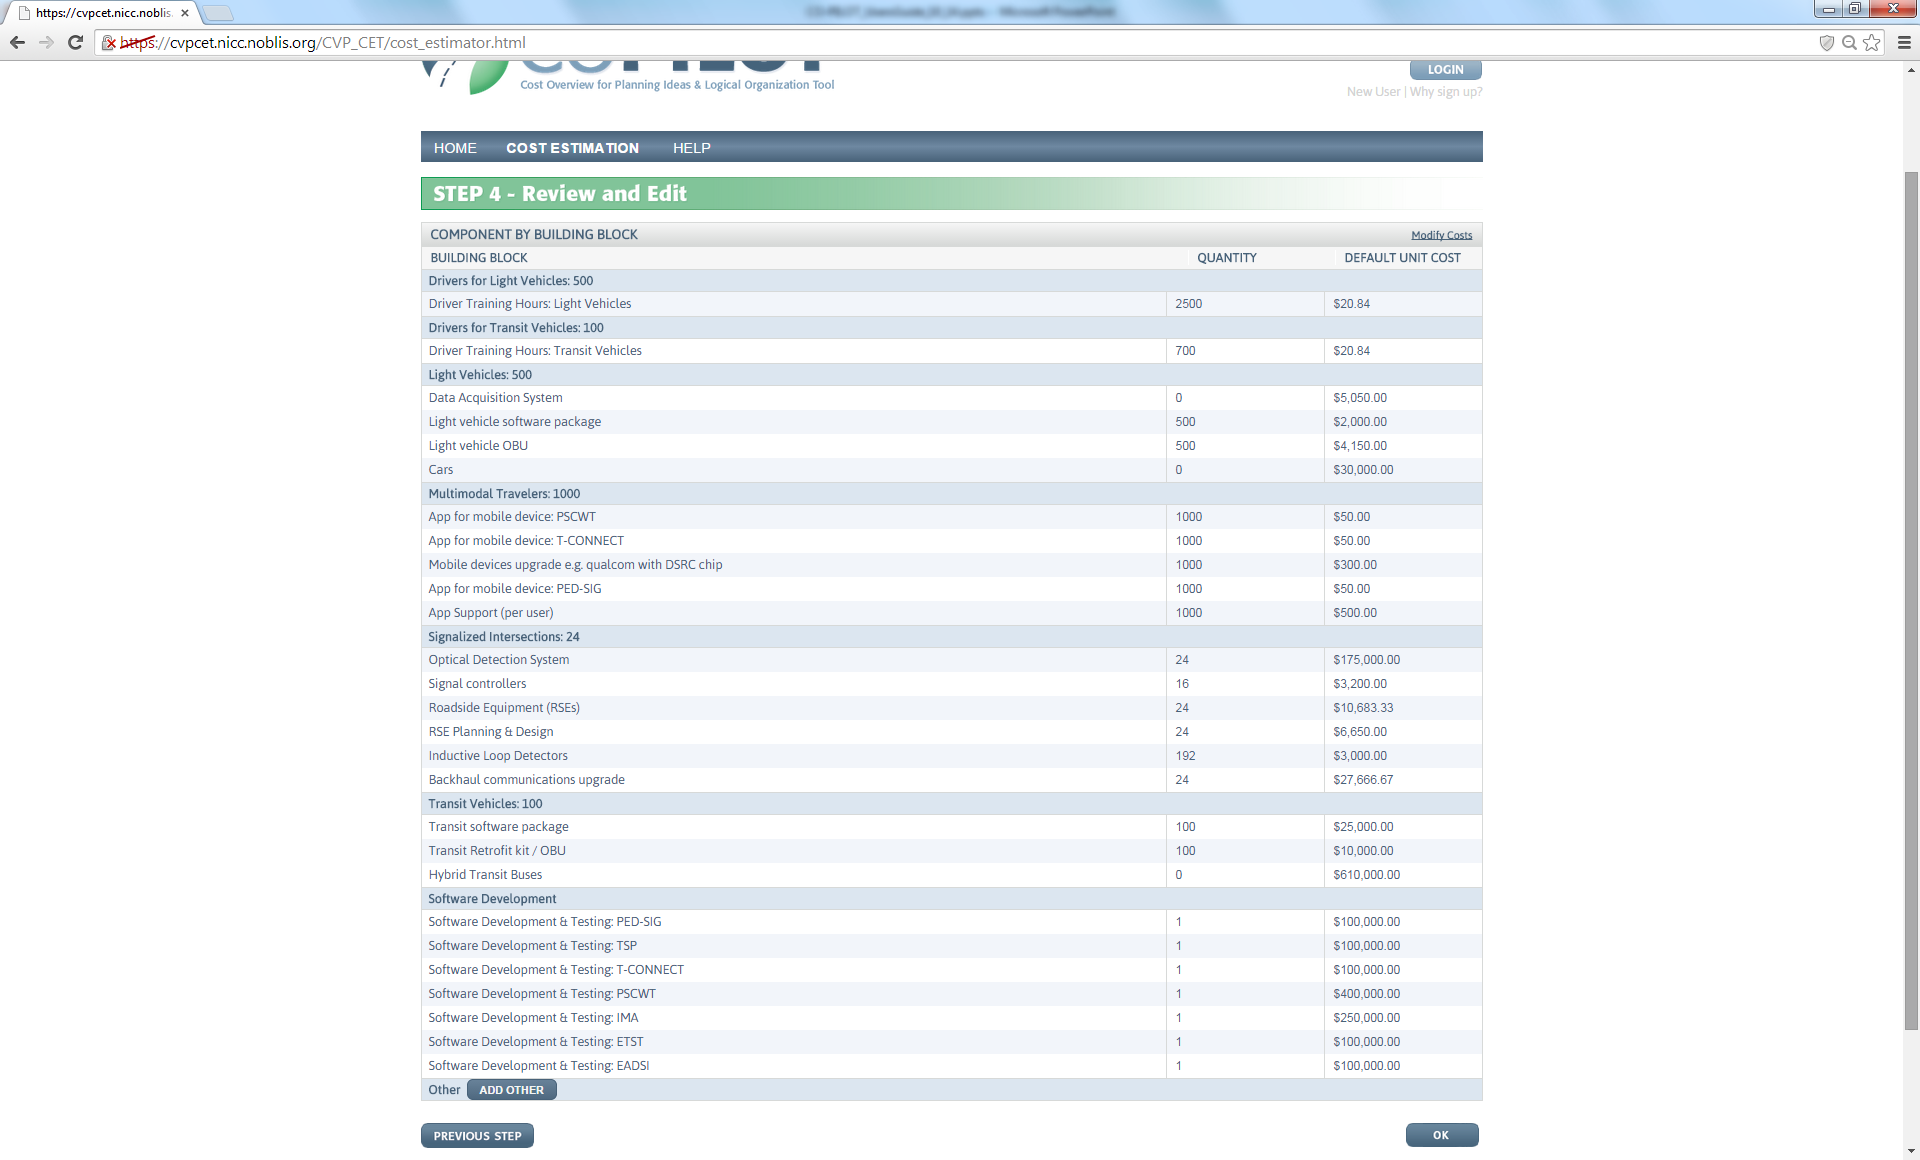 https://cvpcet.nicc.noblis.
https://cvpcet.nicc.noblis.org/CVP_CET/cost_estimator.html
Cost Overview for Planning Ideas & Logical Organization Tool
LOGIN
New User | Why sign up?
HOME COST ESTIMATION HELP
STEP 4 - Review and Edit
COMPONENT BY BUILDING BLOCK Modify Costs
BUILDING BLOCK QUANTITY DEFAULT UNIT COST
Drivers for Light Vehicles: 500
Driver Training Hours: Light Vehicles 2500 $20.84
Drivers for Transit Vehicles: 100
Driver Training Hours: Transit Vehicles 700 $20.84
Light Vehicles: 500
Data Acquisition System 0 $5,050.00
Light vehicle software package 500 $2,000.00
Light vehicle OBU 500 $4,150.00
Cars 0 $30,000.00
Multimodal Travelers: 1000
App for mobile device: PSCWT 1000 $50.00
App for mobile device: T-CONNECT 1000 $50.00
Mobile devices upgrade e.g. qualcom with DSRC chip 1000 $300.00
App for mobile device: PED-SIG 1000 $50.00
App Support (per user) 1000 $500.00
Signalized Intersections: 24
Optical Detection System 24 $175,000.00
Signal controllers 16 $3,200.00
Roadside Equipment (RSEs) 24 $10,683.33
RSE Planning & Design 24 $6,650.00
Inductive Loop Detectors 192 $3,000.00
Backhaul communications upgrade 24 $27,666.67
Transit Vehicles: 100
Transit software package 100 $25,000.00
Transit Retrofit kit / OBU 100 $10,000.00
Hybrid Transit Buses 0 $610,000.00
Software Development
Software Development & Testing: PED-SIG 1 $100,000.00
Software Development & Testing: TSP 1 $100,000.00
Software Development & Testing: T-CONNECT 1 $100,000.00
Software Development & Testing: PSCWT 1 $400,000.00
Software Development & Testing: IMA 1 $250,000.00
Software Development & Testing: ETST 1 $100,000.00
Software Development & Testing: EADSI 1 $100,000.00
Other ADD OTHER
PREVIOUS STEP OK